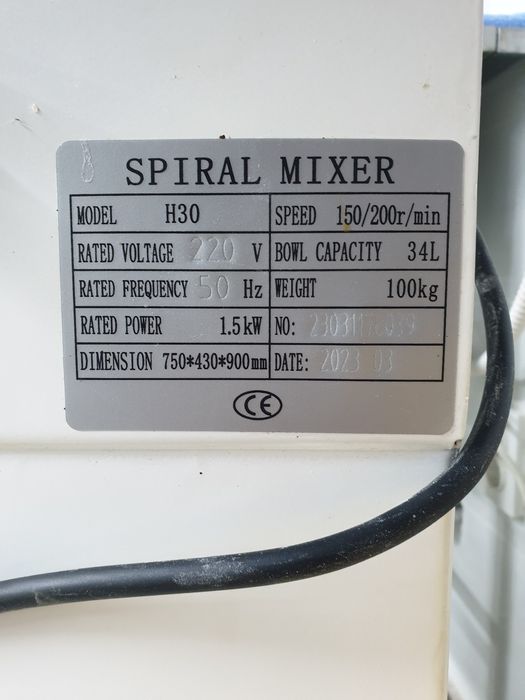 SPIRAL MIXER
MODEL H30 SPEED 150/200r/min
RATED VOLTAGE 220 V BOWL CAPACITY 34L
RATED FREQUENCY 50 Hz WEIGHT 100kg
RATED POWER 1.5kW NO:
DIMENSION 750*430*900mm DATE: 2023 03
CE